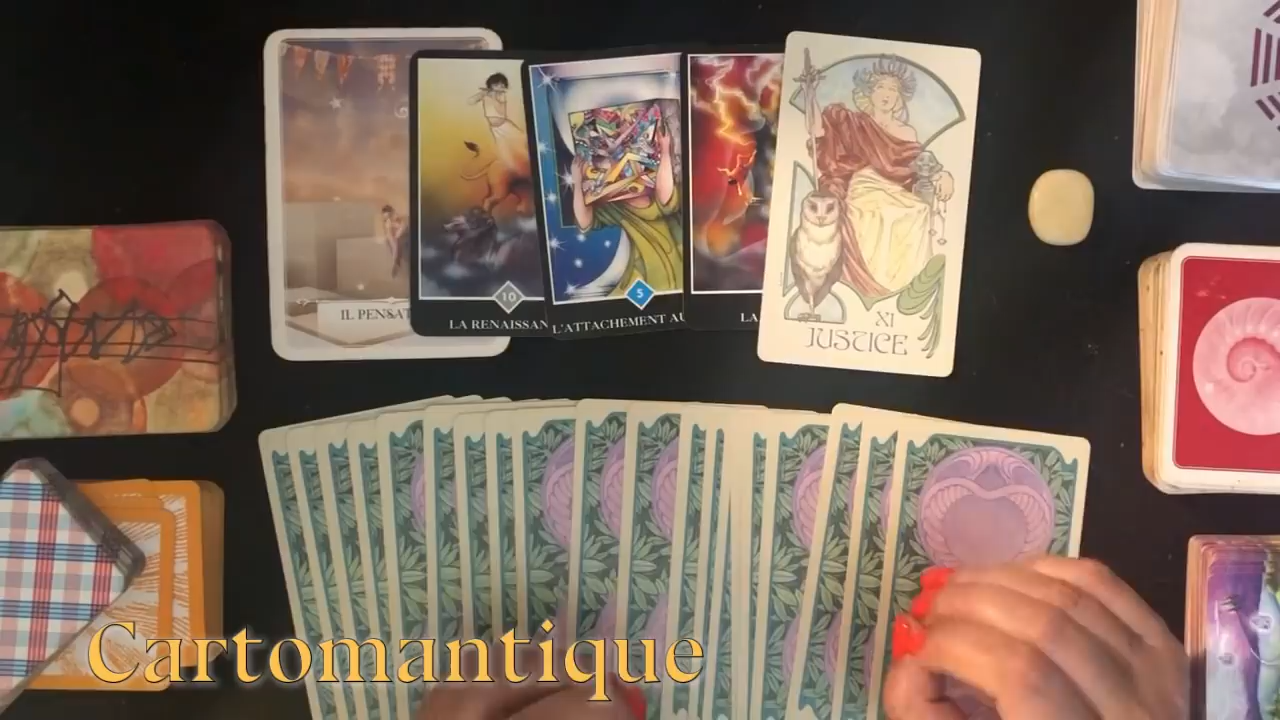 IL PENSAT
10
LA RENAISSAN
5
L'ATTACHEMENT AU
LA
XI
JUSTICE
Cartomantique